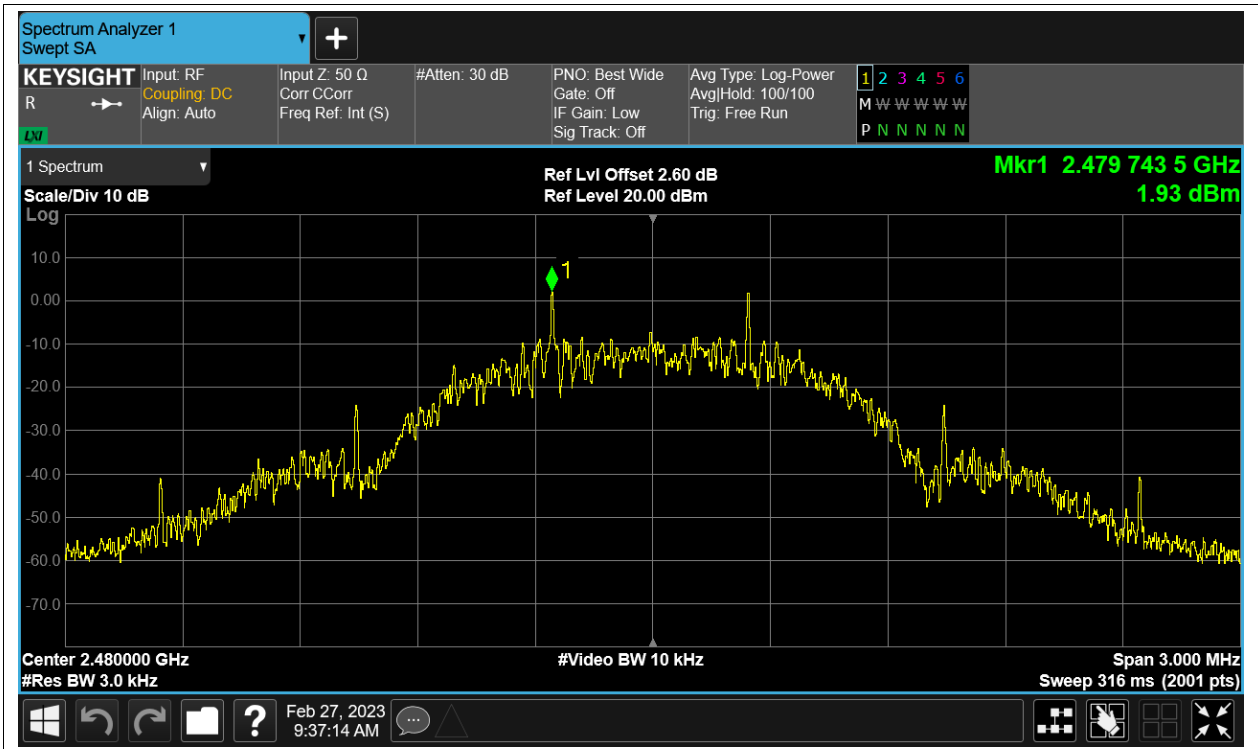 Spectrum Analyzer 1
Swept SA
KEYSIGHT
R
LXI
Input: RF
Coupling: DC
Align: Auto
Input Z: 50 Ω
Corr CCorr
Freq Ref: Int (S)
#Atten: 30 dB
PNO: Best Wide
Gate: Off
IF Gain: Low
Sig Track: Off
Avg Type: Log-Power
Avg|Hold: 100/100
Trig: Free Run
1 2 3 4 5 6
M W W W W W W
P N N N N N N
1 Spectrum
Scale/Div 10 dB
Log
Ref Lvl Offset 2.60 dB
Ref Level 20.00 dBm
Mkr1 2.479 743 5 GHz
1.93 dBm
1
10.0
0.00
-10.0
-20.0
-30.0
-40.0
-50.0
-60.0
-70.0
Center 2.480000 GHz
#Res BW 3.0 kHz
#Video BW 10 kHz
Span 3.000 MHz
Sweep 316 ms (2001 pts)
?
Feb 27, 2023
9:37:14 AM